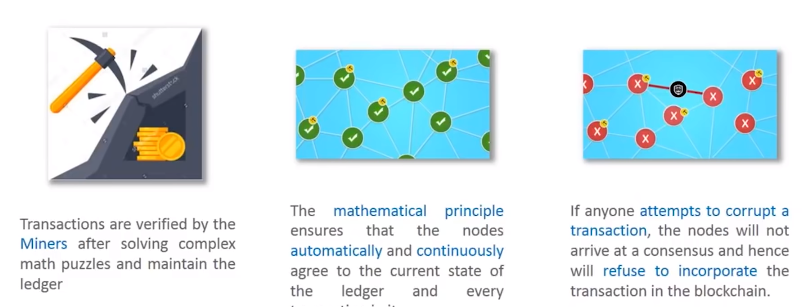 shutterstock
Transactions are verified by the
Miners after solving complex
math puzzles and maintain the
ledger
The mathematical principle
ensures that the nodes
automatically and continuously
agree to the current state of
the ledger and every
If anyone attempts to corrupt a
transaction, the nodes will not
arrive at a consensus and hence
will refuse to incorporate the
transaction in the blockchain.